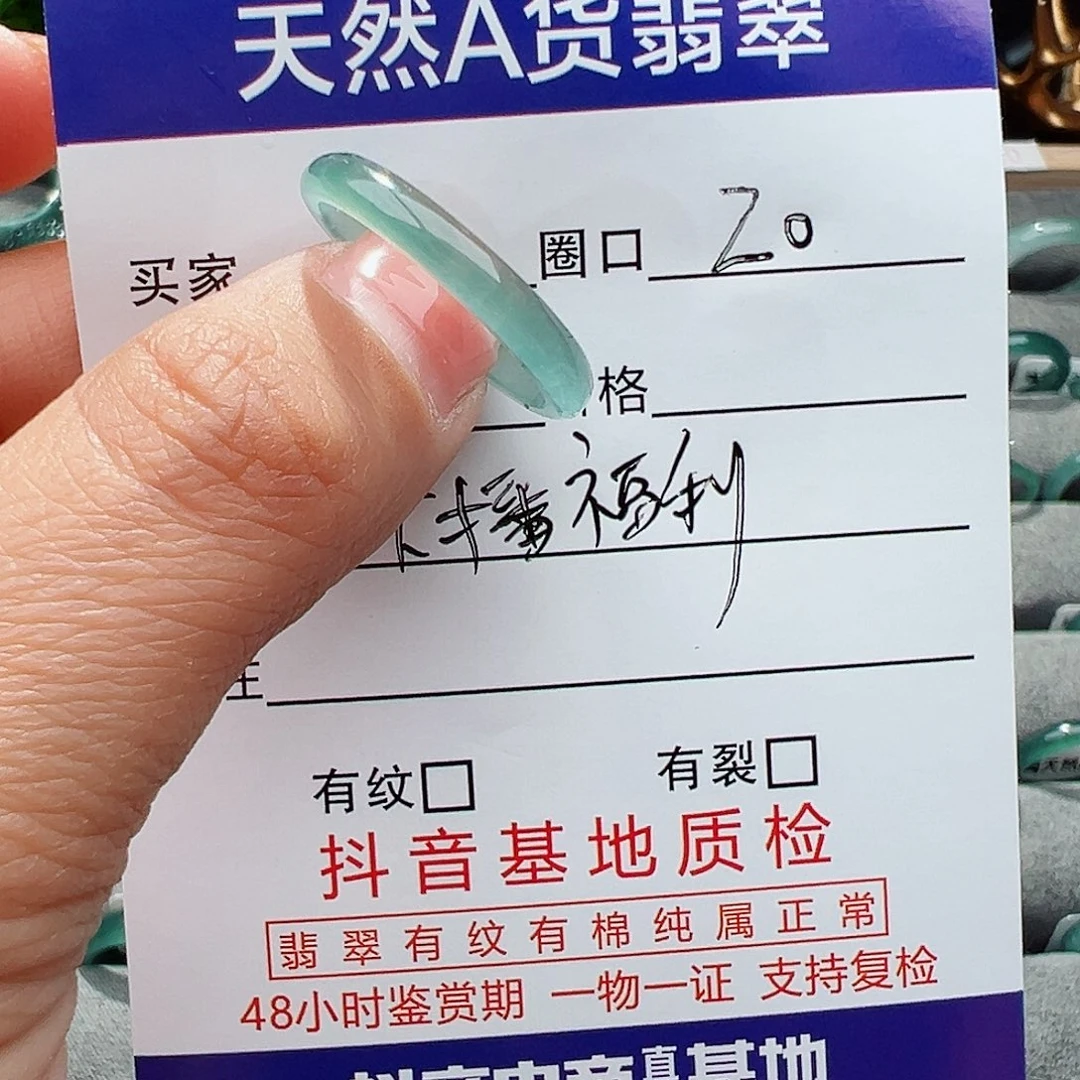 天然A货翡翠
买家 圈口 20
格
播福利
有纹 有裂
抖音基地质检
翡翠有纹有棉纯属正常
48小时鉴赏期 一物一证 支持复检
基地